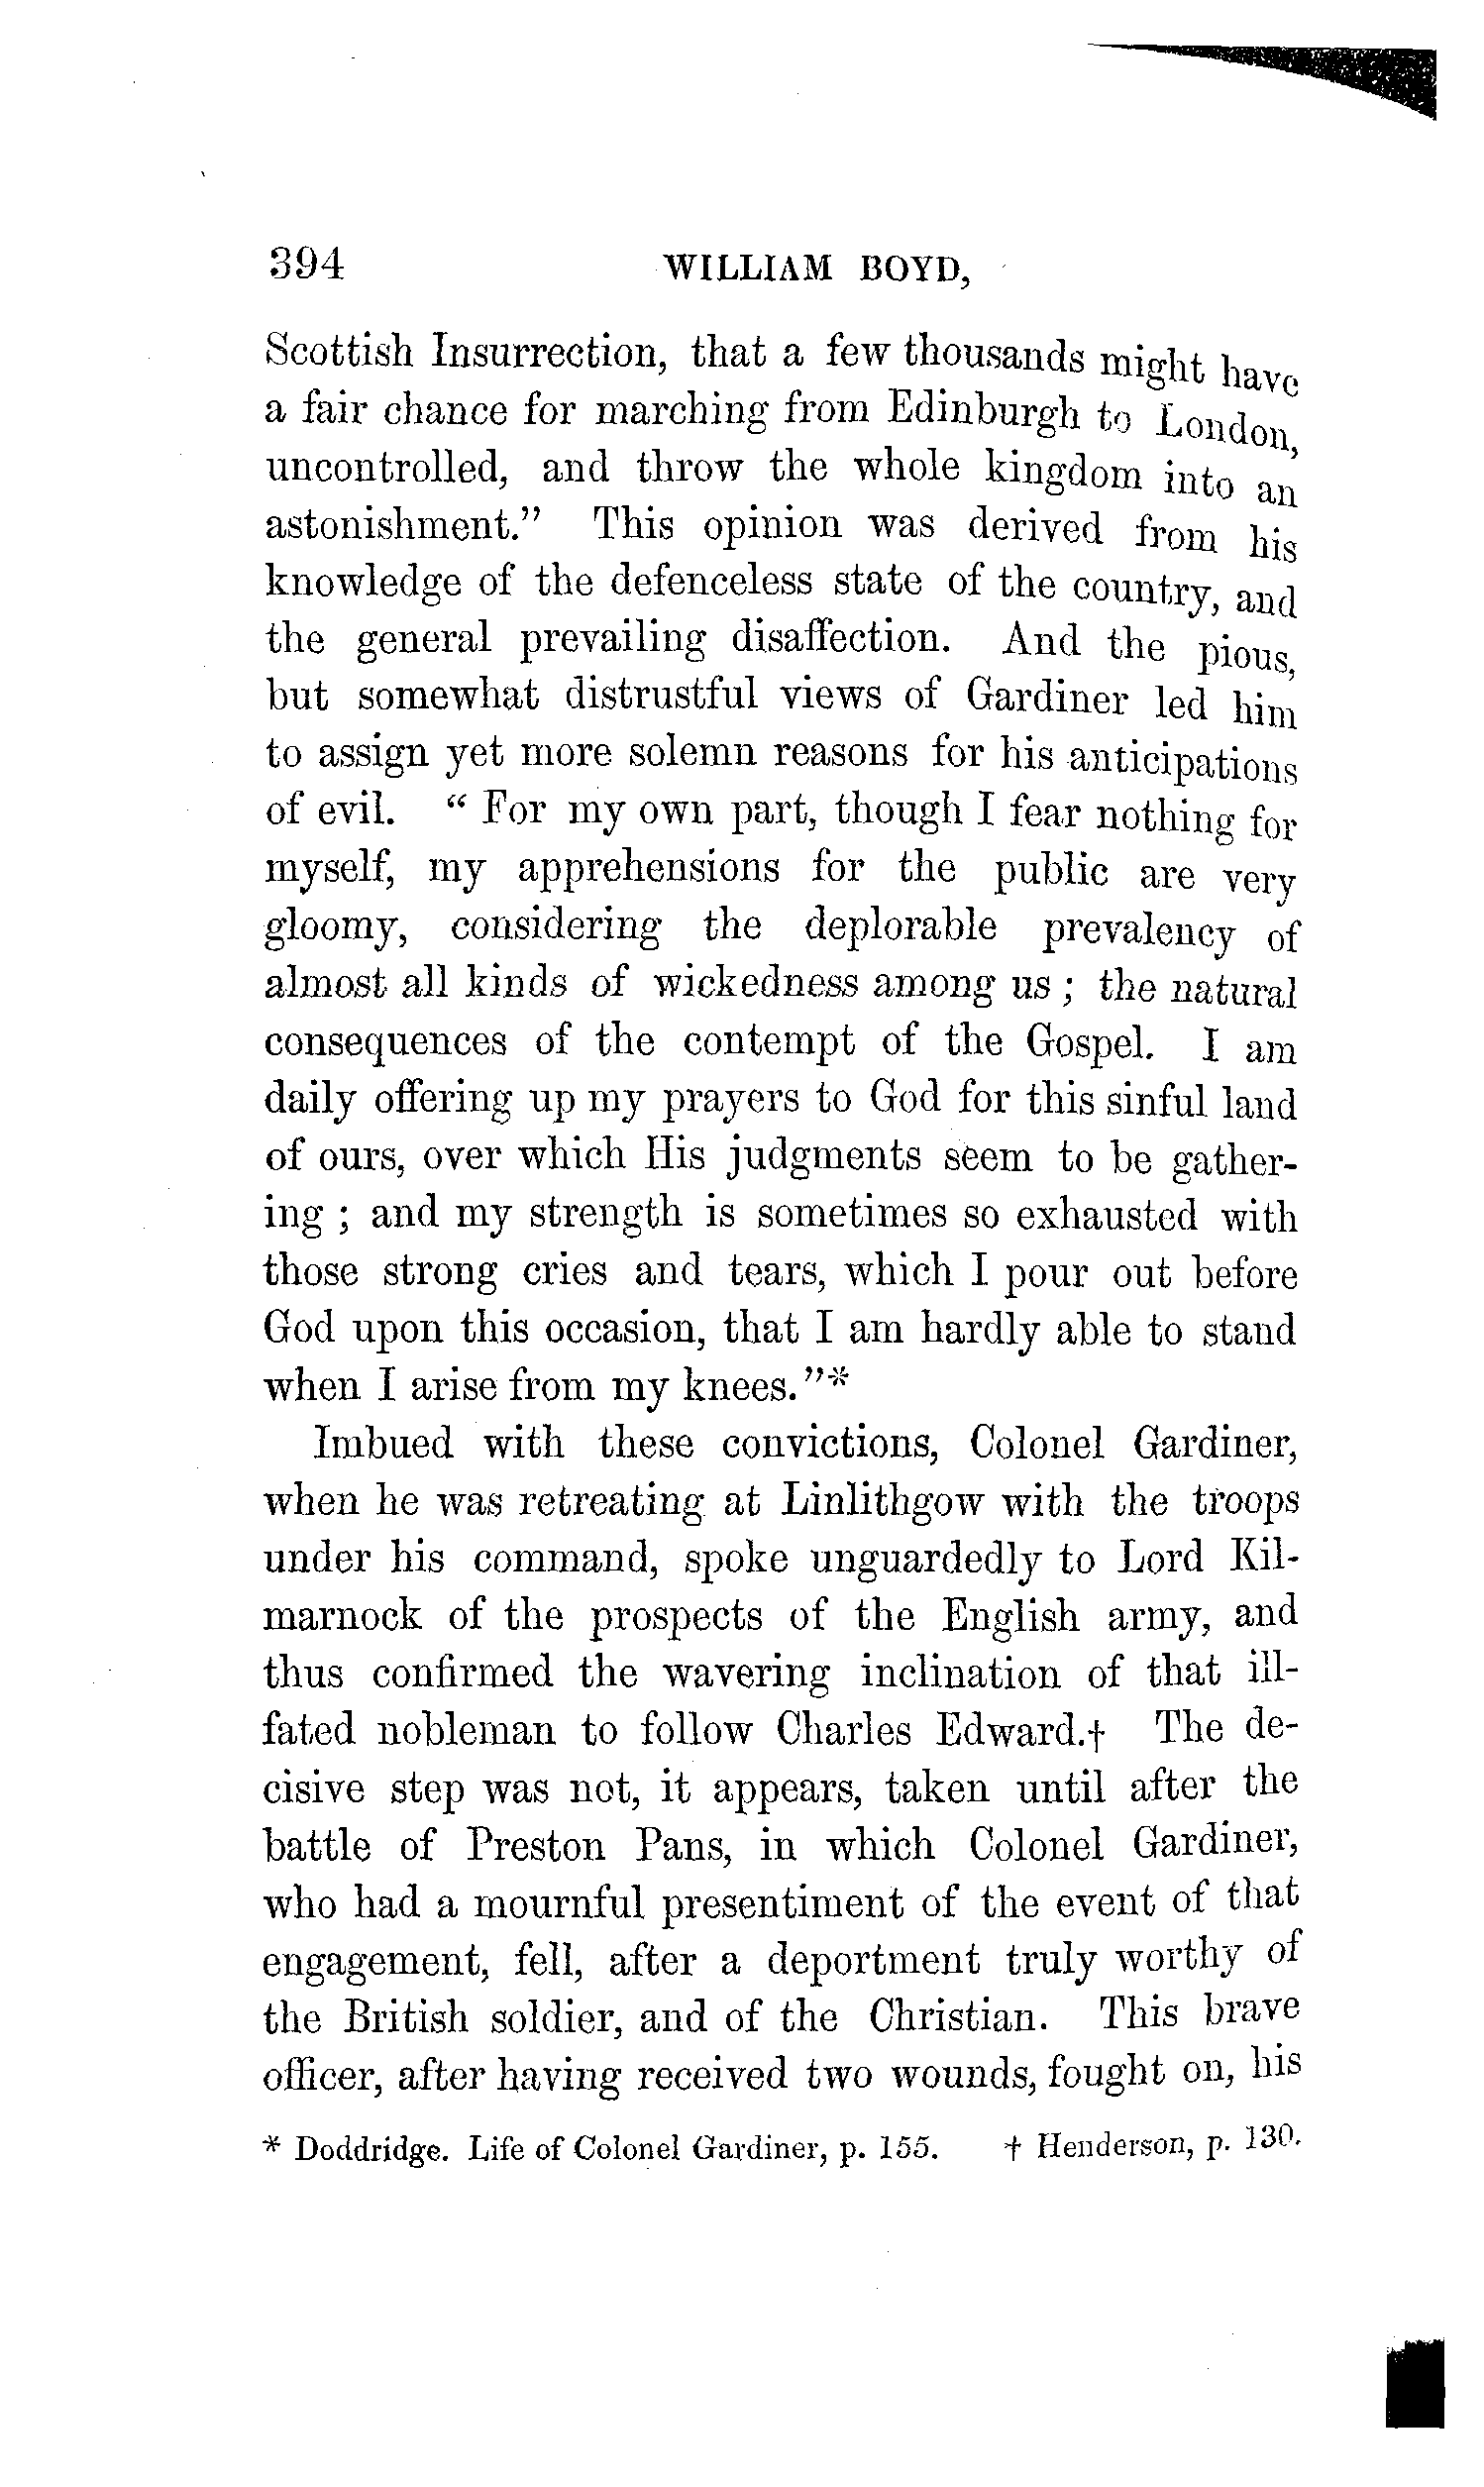 394 WILLIAM BOYD,
Scottish Insurrection, that a few thousands might have
a fair chance for marching from Edinburgh to London,
uncontrolled, and throw the whole kingdom into an
astonishment." This opinion was derived from his
knowledge of the defenceless state of the country, and
the general prevailing disaffection. And the pious,
but somewhat distrustful views of Gardiner led him
to assign yet more solemn reasons for his anticipations
of evil. "For my own part, though I fear nothing for
myself, my apprehensions for the public are very
gloomy, considering the deplorable prevalency of
almost all kinds of wickedness among us; the natural
consequences of the contempt of the Gospel. I am
daily offering up my prayers to God for this sinful land
of ours, over which His judgments seem to be gather-
ing; and my strength is sometimes so exhausted with
those strong cries and tears, which I pour out before
God upon this occasion, that I am hardly able to stand
when I arise from my knees."*
Imbued with these convictions, Colonel Gardiner,
when he was retreating at Linlithgow with the troops
under his command, spoke unguardedly to Lord Kil-
marnock of the prospects of the English army, and
thus confirmed the wavering inclination of that ill-
fated nobleman to follow Charles Edward.† The de-
cisive step was not, it appears, taken until after the
battle of Preston Pans, in which Colonel Gardiner,
who had a mournful presentiment of the event of that
engagement, fell, after a deportment truly worthy of
the British soldier, and of the Christian. This brave
officer, after having received two wounds, fought on, his
* Doddridge. Life of Colonel Gardiner, p. 155. † Henderson, p. 130.